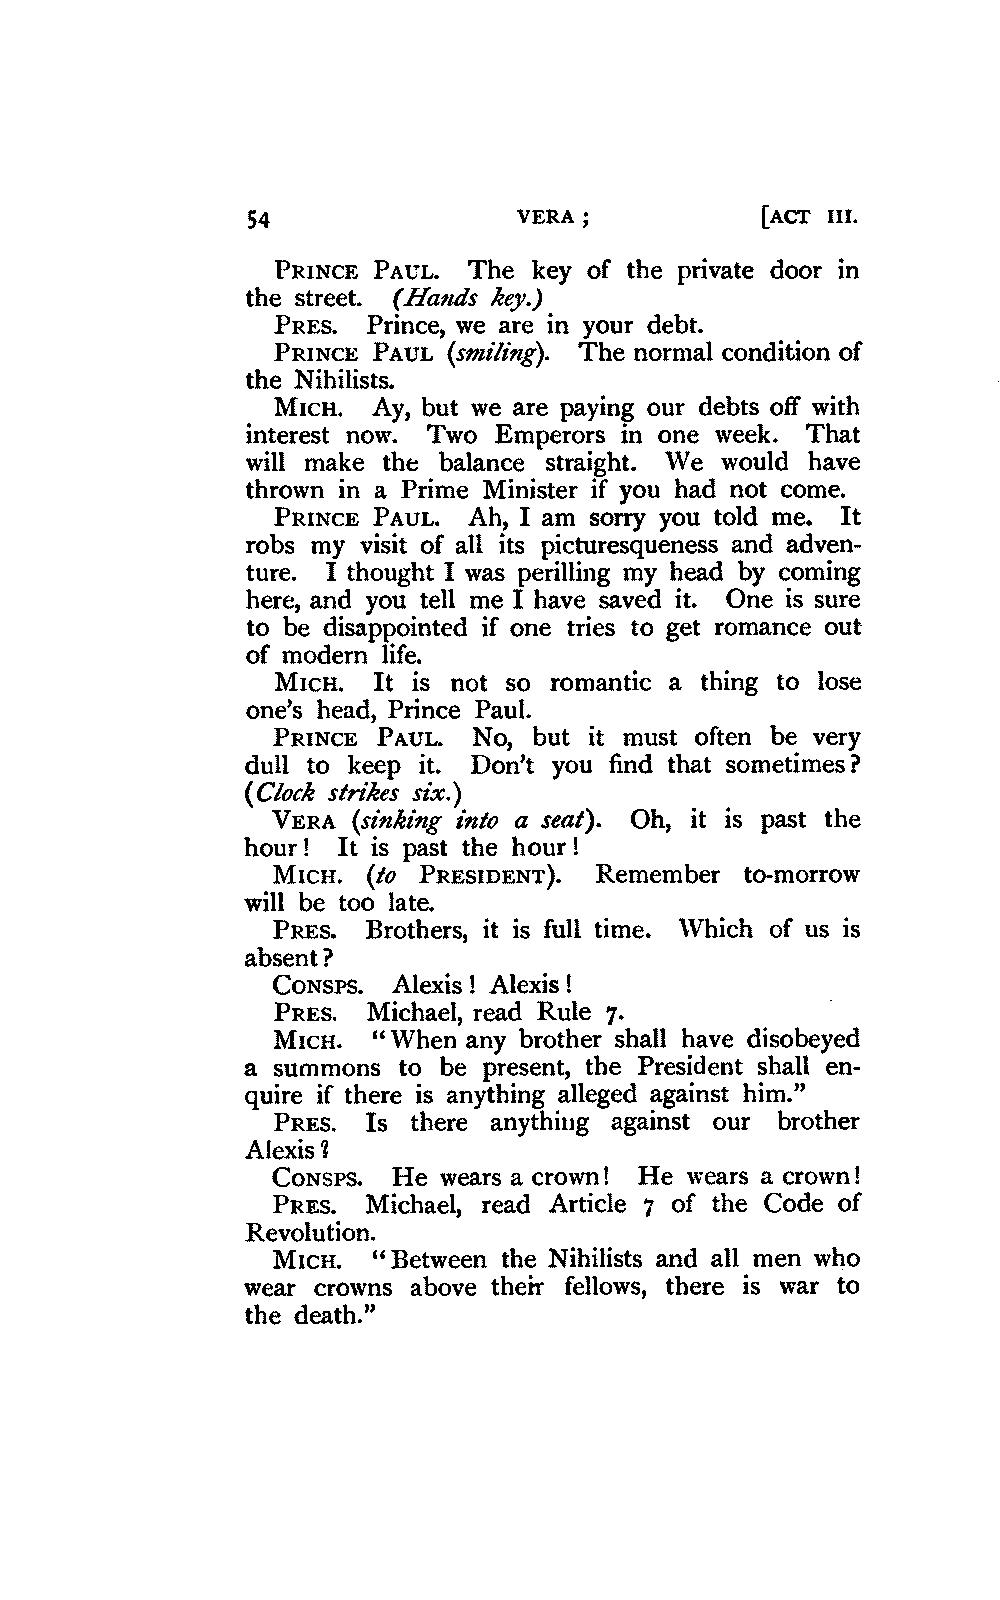 54 VERA ; [ACT III.
PRINCE PAUL. The key of the private door in
the street. (Hands key.)
PRES. Prince, we are in your debt.
PRINCE PAUL (smiling). The normal condition of
the Nihilists.
MICH. Ay, but we are paying our debts off with
interest now. Two Emperors in one week. That
will make the balance straight. We would have
thrown in a Prime Minister if you had not come.
PRINCE PAUL. Ah, I am sorry you told me. It
robs my visit of all its picturesqueness and adven-
ture. I thought I was perilling my head by coming
here, and you tell me I have saved it. One is sure
to be disappointed if one tries to get romance out
of modern life.
MICH. It is not so romantic a thing to lose
one's head, Prince Paul.
PRINCE PAUL. No, but it must often be very
dull to keep it. Don't you find that sometimes?
(Clock strikes six.)
VERA (sinking into a seat). Oh, it is past the
hour! It is past the hour!
MICH. (to PRESIDENT). Remember to-morrow
will be too late.
PRES. Brothers, it is full time. Which of us is
absent?
CONSPS. Alexis! Alexis!
PRES. Michael, read Rule 7.
MICH. "When any brother shall have disobeyed
a summons to be present, the President shall en-
quire if there is anything alleged against him."
PRES. Is there anything against our brother
Alexis?
CONSPS. He wears a crown! He wears a crown!
PRES. Michael, read Article 7 of the Code of
Revolution.
MICH. "Between the Nihilists and all men who
wear crowns above their fellows, there is war to
the death."